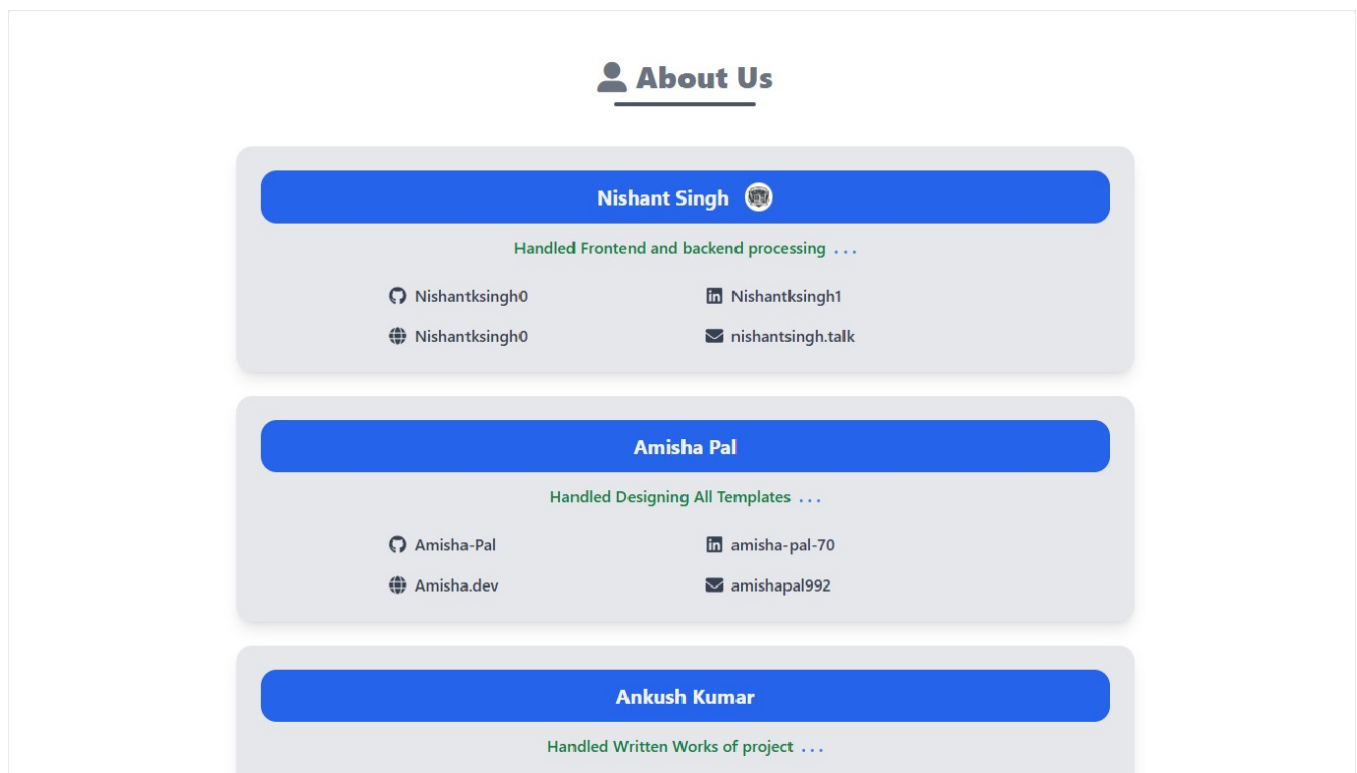 About Us
Nishant Singh
Handled Frontend and backend processing ...
Nishantksingh0
Nishantksingh1
Nishantksingh0
nishantsingh.talk
Amisha Pal
Handled Designing All Templates ...
Amisha-Pal
amisha-pal-70
Amisha.dev
amishapal992
Ankush Kumar
Handled Written Works of project ...